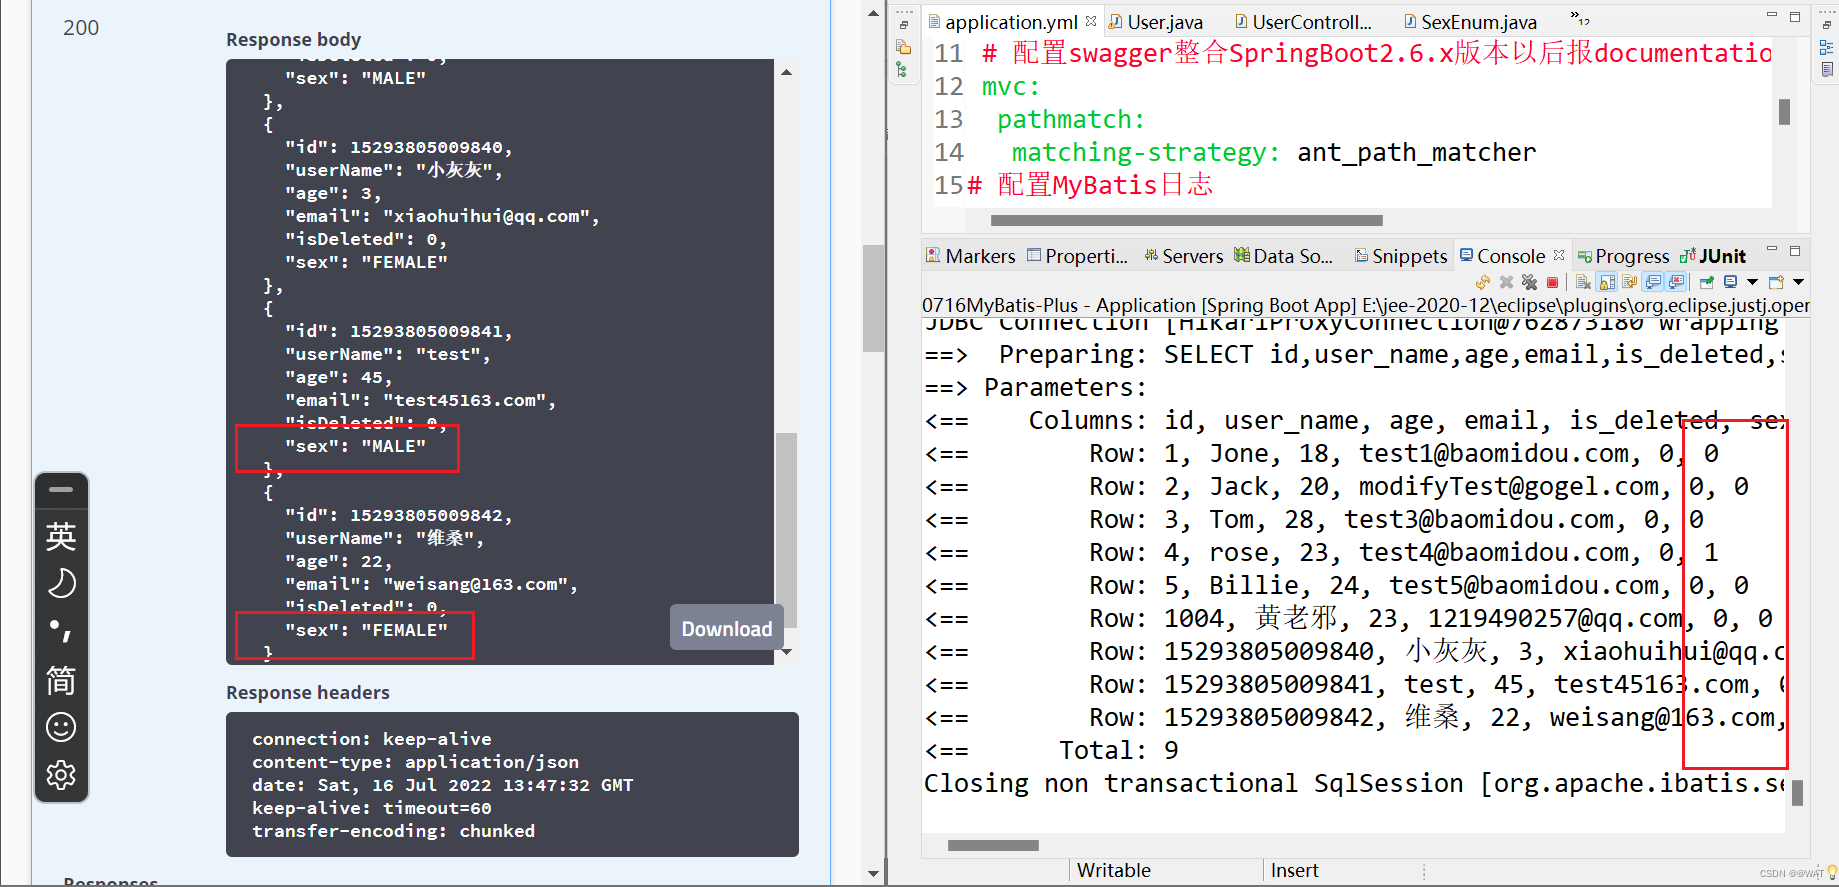 200
Response body
"sex": "MALE"
},
{
"id": 15293805009840,
"userName": "小灰灰",
"age": 3,
"email": "xiaohuihui@qq.com",
"isDeleted": 0,
"sex": "FEMALE"
},
{
"id": 15293805009841,
"userName": "test",
"age": 45,
"email": "test45163.com",
"isDeleted": 0,
"sex": "MALE"
},
{
"id": 15293805009842,
"userName": "维桑",
"age": 22,
"email": "weisang@163.com",
"isDeleted": 0,
"sex": "FEMALE"
}
Download
Response headers
connection: keep-alive
content-type: application/json
date: Sat, 16 Jul 2022 13:47:32 GMT
keep-alive: timeout=60
transfer-encoding: chunked
Responses
英
简
application.yml
User.java
UserControll...
SexEnum.java
»12
11 # 配置swagger整合SpringBoot2.6.x版本以后报documentatio
12 mvc:
13 pathmatch:
14 matching-strategy: ant_path_matcher
15 # 配置MyBatis日志
Markers
Properti...
Servers
Data So...
Snippets
Console
Progress
JUnit
0716MyBatis-Plus - Application [Spring Boot App] E:\jee-2020-12\eclipse\plugins\org.eclipse.justj.oper
JDBC Connection [HikariProxyConnection@762873180 wrapping
==> Preparing: SELECT id,user_name,age,email,is_deleted,s
==> Parameters:
<== Columns: id, user_name, age, email, is_deleted, sex
<== Row: 1, Jone, 18, test1@baomidou.com, 0, 0
<== Row: 2, Jack, 20, modifyTest@gogel.com, 0, 0
<== Row: 3, Tom, 28, test3@baomidou.com, 0, 0
<== Row: 4, rose, 23, test4@baomidou.com, 0, 1
<== Row: 5, Billie, 24, test5@baomidou.com, 0, 0
<== Row: 1004, 黄老邪, 23, 1219490257@qq.com, 0, 0
<== Row: 15293805009840, 小灰灰, 3, xiaohuihui@qq.c
<== Row: 15293805009841, test, 45, test45163.com, 0
<== Row: 15293805009842, 维桑, 22, weisang@163.com,
<== Total: 9
Closing non transactional SqlSession [org.apache.ibatis.se
Writable
Insert
CSDN @@WAT